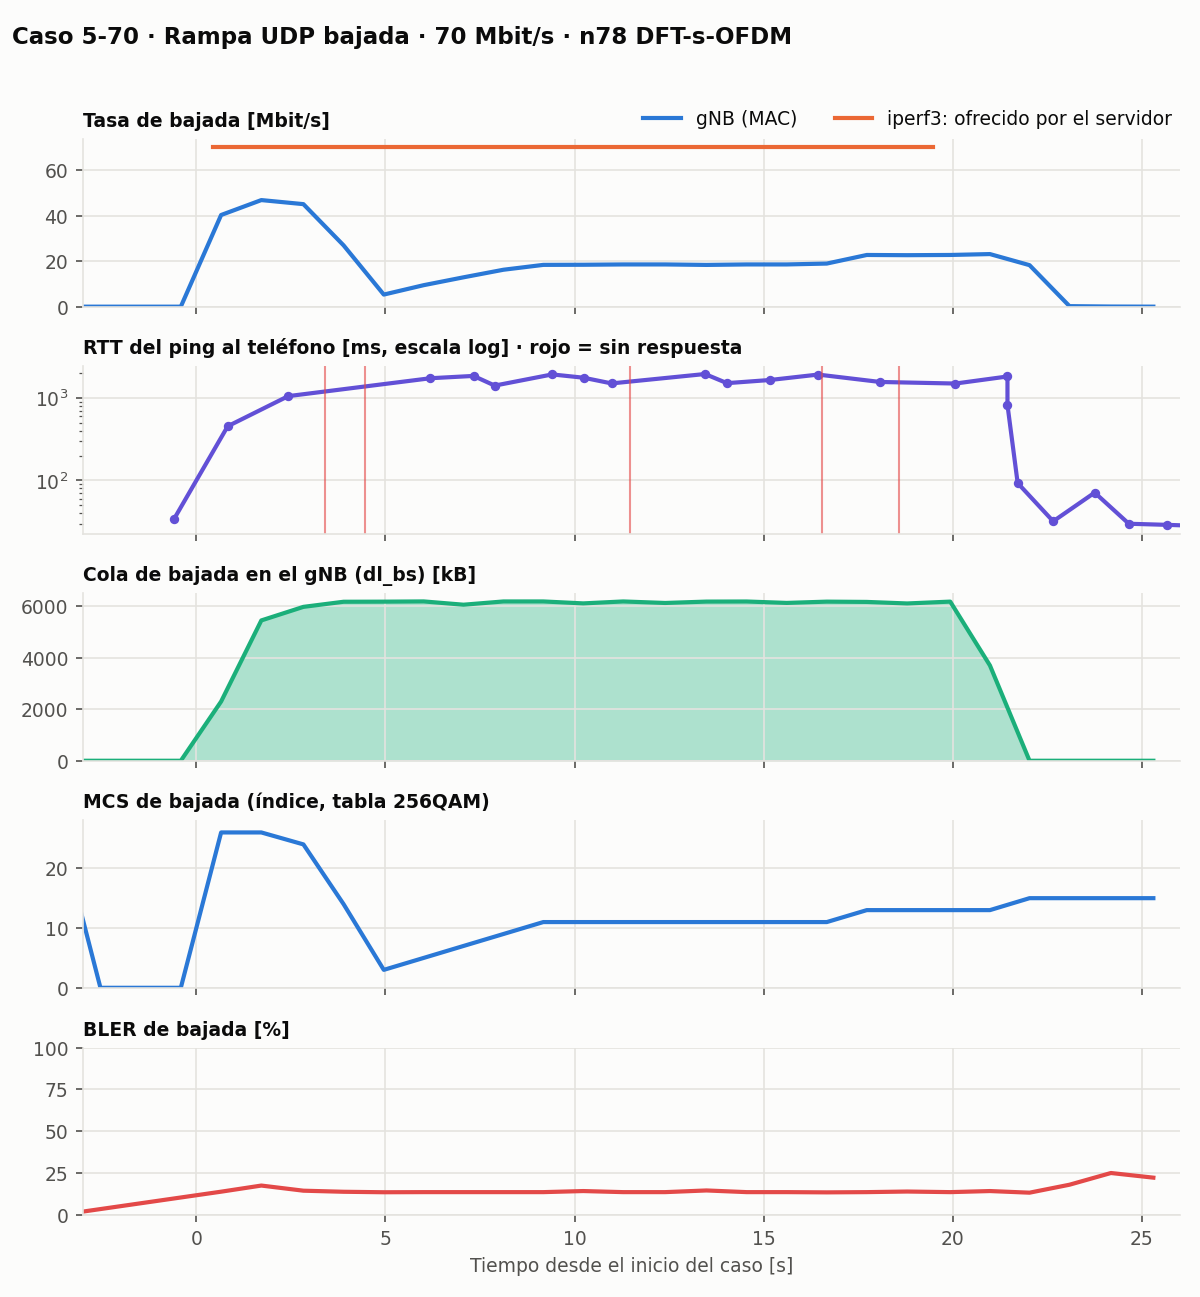 Caso 5-70 · Rampa UDP bajada · 70 Mbit/s · n78 DFT-s-OFDM
Tasa de bajada [Mbit/s]
gNB (MAC)
iperf3: ofrecido por el servidor
60
40
20
0
RTT del ping al teléfono [ms, escala log] · rojo = sin respuesta
10³
10²
Cola de bajada en el gNB (dl_bs) [kB]
6000
4000
2000
0
MCS de bajada (índice, tabla 256QAM)
20
10
0
BLER de bajada [%]
100
75
50
25
0
0 5 10 15 20 25
Tiempo desde el inicio del caso [s]